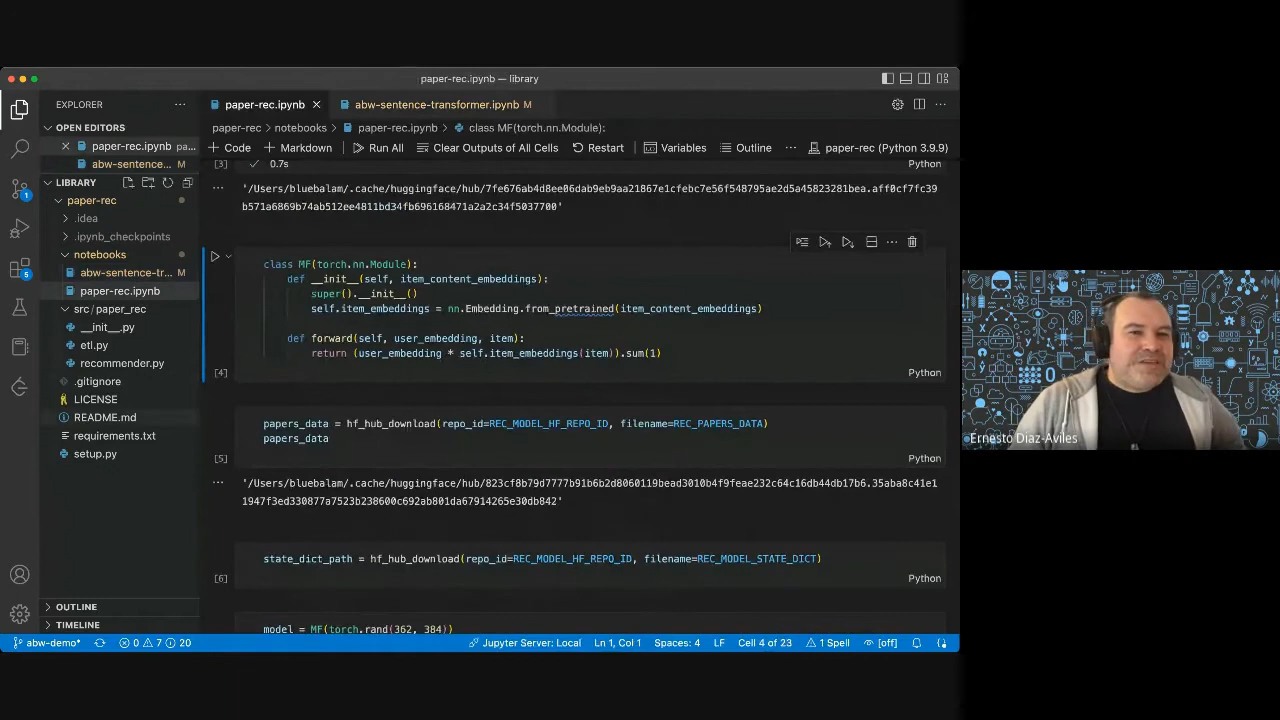 paper-rec.ipynb — library
EXPLORER
OPEN EDITORS
paper-rec.ipynb pa...
abw-sentence... M
LIBRARY
paper-rec
.idea
.ipynb_checkpoints
notebooks
abw-sentence-tr... M
paper-rec.ipynb
src/paper_rec
__init__.py
etl.py
recommender.py
.gitignore
LICENSE
README.md
requirements.txt
setup.py
OUTLINE
TIMELINE
1
5
paper-rec.ipynb
abw-sentence-transformer.ipynb M
paper-rec > notebooks > paper-rec.ipynb > class MF(torch.nn.Module):
+ Code + Markdown Run All Clear Outputs of All Cells Restart Variables Outline ... paper-rec (Python 3.9.9)
[3] ✓ 0.7s Python
'/Users/bluebalam/.cache/huggingface/hub/7fe676ab4d8ee06dab9eb9aa21867e1cfebc7e56f548795ae2d5a45823281bea.aff0cf7fc39
b571a6869b74ab512ee4811bd34fb696168471a2a2c34f5037700'
class MF(torch.nn.Module):
def __init__(self, item_content_embeddings):
super().__init__()
self.item_embeddings = nn.Embedding.from_pretrained(item_content_embeddings)
def forward(self, user_embedding, item):
return (user_embedding * self.item_embeddings(item)).sum(1)
[4] Python
papers_data = hf_hub_download(repo_id=REC_MODEL_HF_REPO_ID, filename=REC_PAPERS_DATA)
papers_data
[5] Python
'/Users/bluebalam/.cache/huggingface/hub/823cf8b79d7777b91b6b2d8060119bead3010b4f9feae232c64c16db44db17b6.35aba8c41e1
1947f3ed330877a7523b238600c692ab801da67914265e30db842'
state_dict_path = hf_hub_download(repo_id=REC_MODEL_HF_REPO_ID, filename=REC_MODEL_STATE_DICT)
[6] Python
model = MF(torch.rand(362, 384))
abw-demo* 0 7 20 Jupyter Server: Local Ln 1, Col 1 Spaces: 4 LF Cell 4 of 23 1 Spell [off]
Ernesto Diaz-Aviles